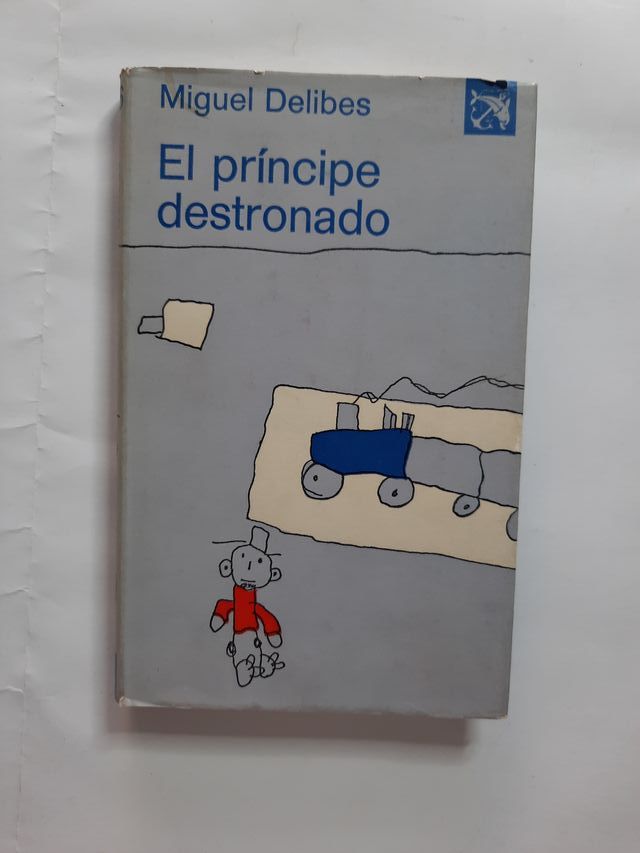 Miguel Delibes
El príncipe
destronado